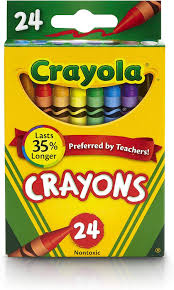 24
Crayola
Lasts
35%
Longer
Preferred by Teachers!
CRAYONS
24
Nontoxic